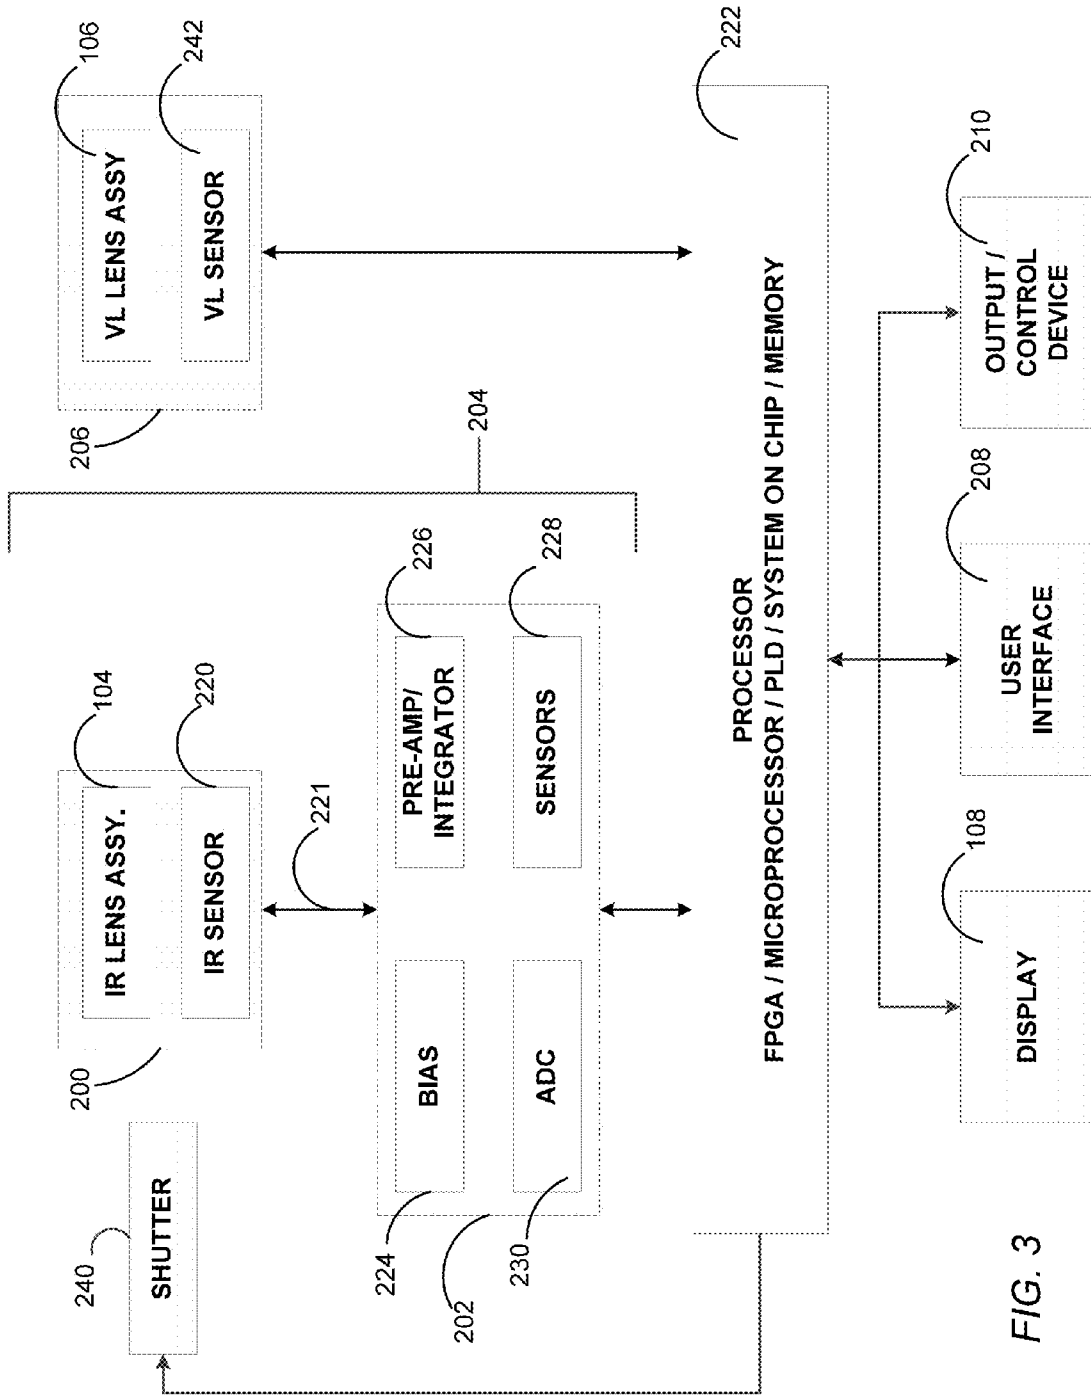 240
200
104
106
SHUTTER
IR LENS ASSY.
220
206
VL LENS ASSY
242
IR SENSOR
VL SENSOR
221
204
224
226
BIAS
PRE-AMP/
INTEGRATOR
202
230
228
ADC
SENSORS
222
PROCESSOR
FPGA / MICROPROCESSOR / PLD / SYSTEM ON CHIP / MEMORY
108
208
210
DISPLAY
USER
INTERFACE
OUTPUT /
CONTROL
DEVICE
FIG. 3